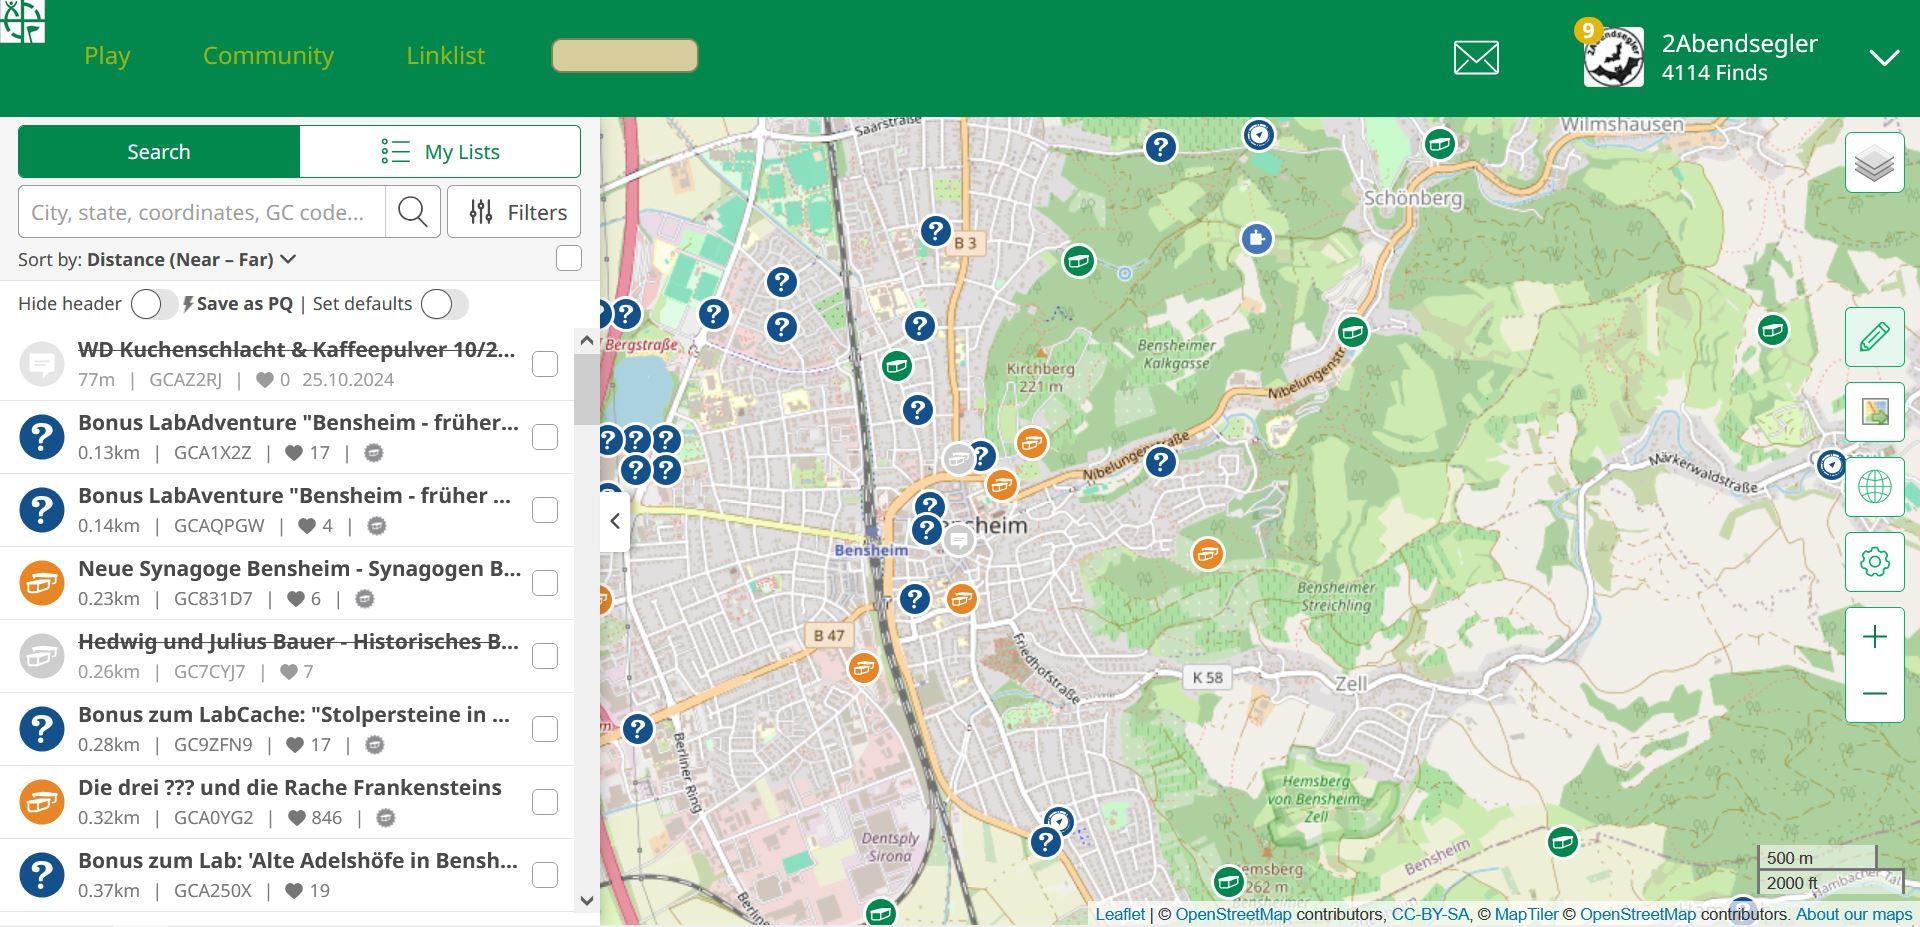 Play
Community
Linklist
9
2Abendsegler
4114 Finds
Search
My Lists
City, state, coordinates, GC code...
Filters
Sort by: Distance (Near – Far)
Hide header
Save as PQ | Set defaults
WD Kuchenschlacht & Kaffeepulver 10/2...
77m | GCAZ2RJ | 0 25.10.2024
Bonus LabAdventure "Bensheim - früher...
0.13km | GCA1X2Z | 17 |
Bonus LabAventure "Bensheim - früher ...
0.14km | GCAQPGW | 4 |
Neue Synagoge Bensheim - Synagogen B...
0.23km | GC831D7 | 6 |
Hedwig und Julius Bauer - Historisches B...
0.26km | GC7CYJ7 | 7
Bonus zum LabCache: "Stolpersteine in ...
0.28km | GC9ZFN9 | 17 |
Die drei ??? und die Rache Frankensteins
0.32km | GCA0YG2 | 846 |
Bonus zum Lab: 'Alte Adelshöfe in Bensh...
0.37km | GCA250X | 19
Saarstraße
Wilmshausen
Schönberg
B 3
Bergstraße
Kirchberg
221 m
Bensheimer
Kalkgasse
Nibelungenstr
Nibelungenstraße
Märkerwaldstraße
Bensheim
Bensheimer
Streichling
B 47
Friedhofstraße
K 58
Zell
Berliner Ring
Hemsberg
von Bensheim-
Zell
Dentsply
Sirona
Bensheim
262 m
Bensheimer
Hambacher Tal
500 m
2000 ft
Leaflet | © OpenStreetMap contributors, CC-BY-SA, © MapTiler © OpenStreetMap contributors. About our maps